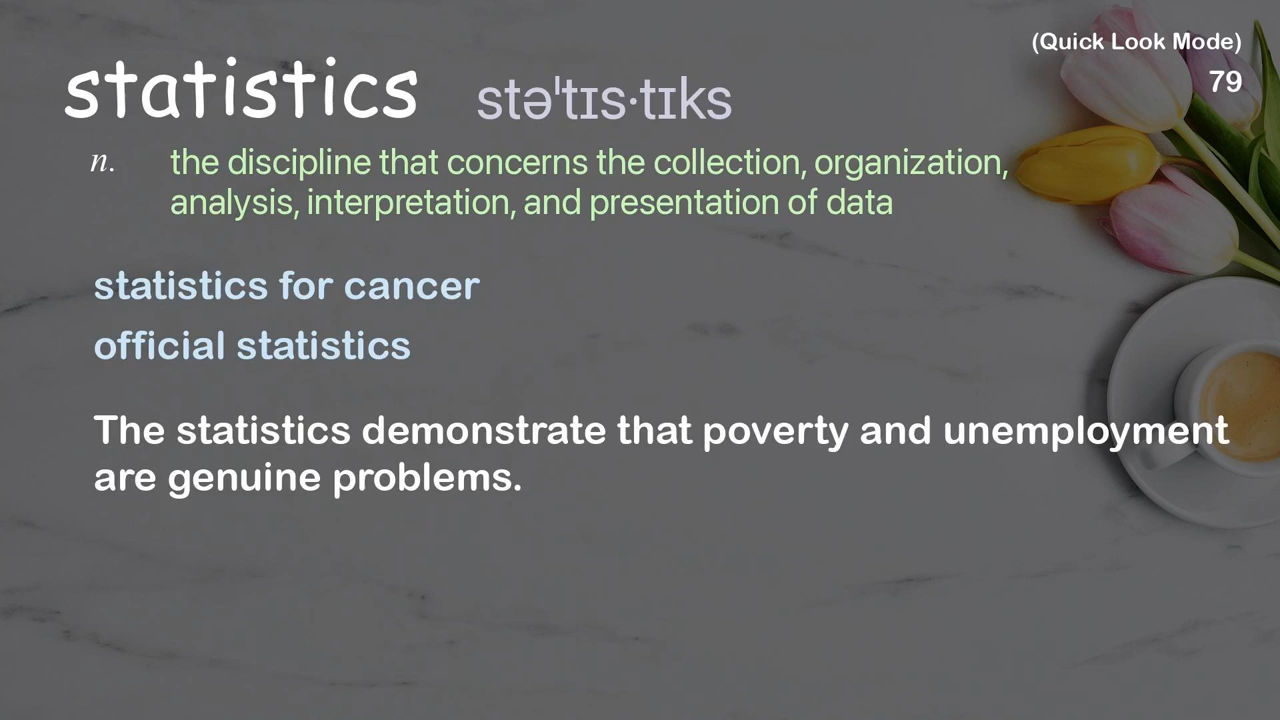 (Quick Look Mode)
statistics stəˈtɪs·tɪks
79
n. the discipline that concerns the collection, organization,
analysis, interpretation, and presentation of data
statistics for cancer
official statistics
The statistics demonstrate that poverty and unemployment
are genuine problems.